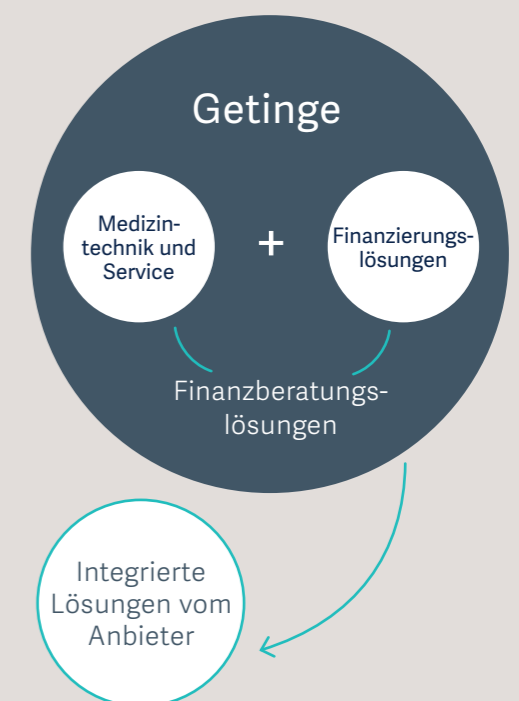 Getinge
Medizin-
technik und
Service
+
Finanzierungs-
lösungen
Finanzberatungs-
lösungen
Integrierte
Lösungen vom
Anbieter